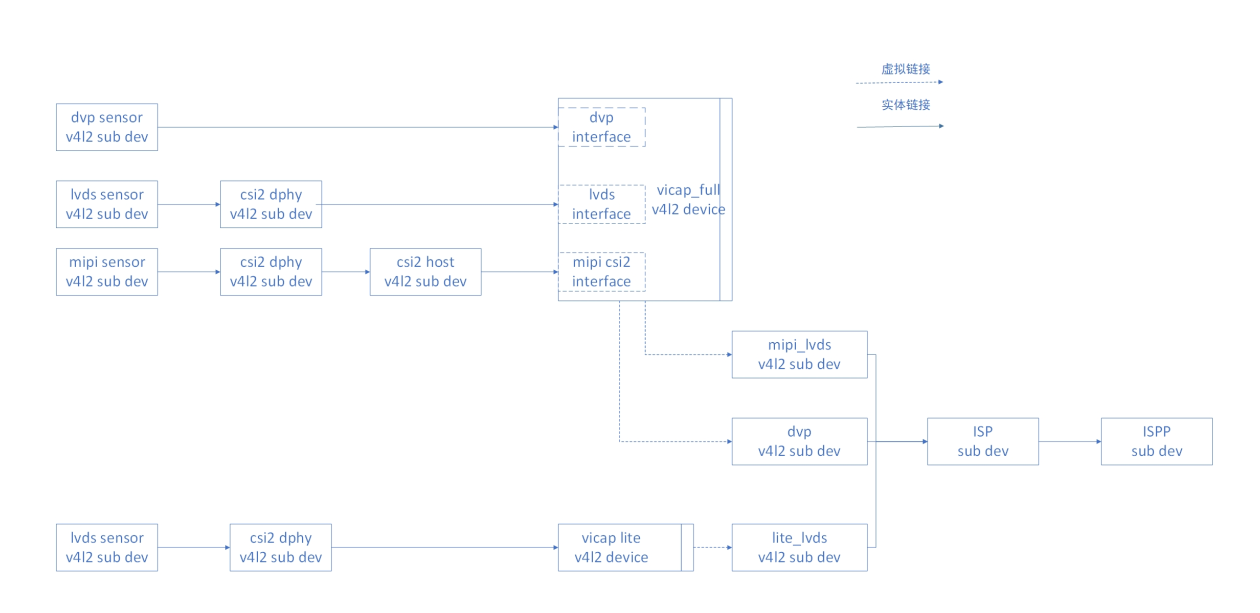 虚拟链接
实体链接
dvp sensor
v4l2 sub dev
dvp
interface
lvds sensor
v4l2 sub dev
csi2 dphy
v4l2 sub dev
lvds
interface
vicap_full
v4l2 device
mipi sensor
v4l2 sub dev
csi2 dphy
v4l2 sub dev
csi2 host
v4l2 sub dev
mipi csi2
interface
mipi_lvds
v4l2 sub dev
dvp
v4l2 sub dev
ISP
sub dev
ISPP
sub dev
lvds sensor
v4l2 sub dev
csi2 dphy
v4l2 sub dev
vicap lite
v4l2 device
lite_lvds
v4l2 sub dev